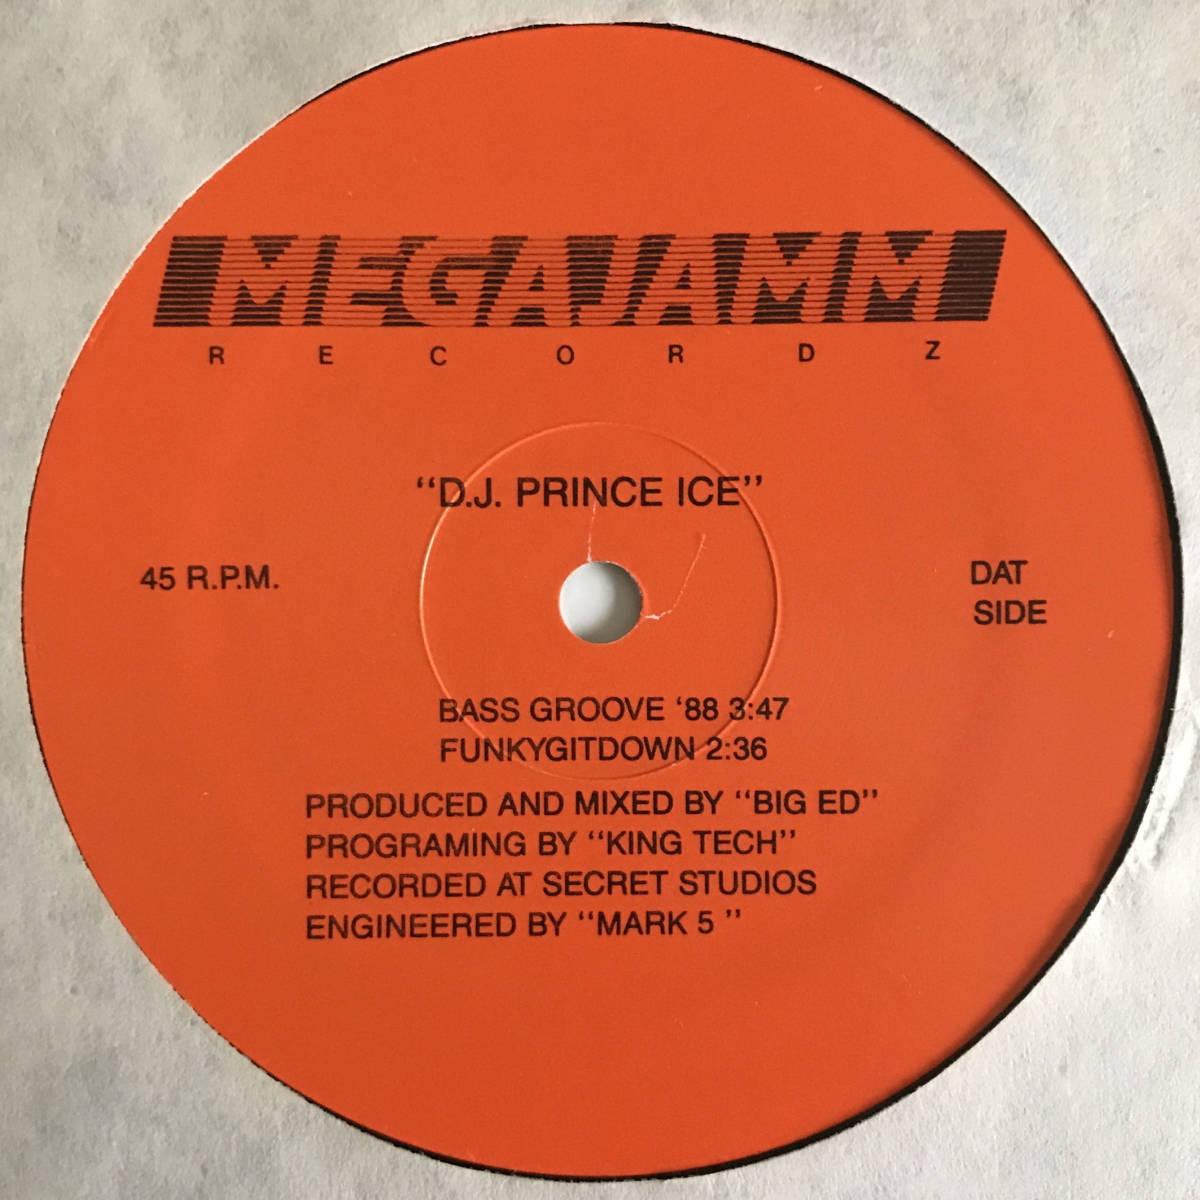 MEGAJAMM
RECORDZ
"D.J. PRINCE ICE"
45 R.P.M.
DAT
SIDE
BASS GROOVE '88 3:47
FUNKYGITDOWN 2:36
PRODUCED AND MIXED BY "BIG ED"
PROGRAMING BY "KING TECH"
RECORDED AT SECRET STUDIOS
ENGINEERED BY "MARK 5 "